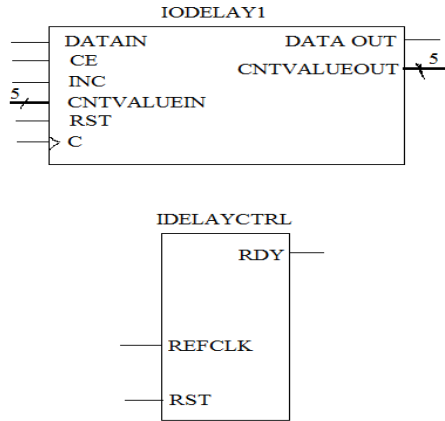 IODELAY1
DATAIN DATA OUT
CE 5
INC CNTVALUEOUT
5 CNTVALUEIN
RST
C
IDELAYCTRL
RDY
REFCLK
RST